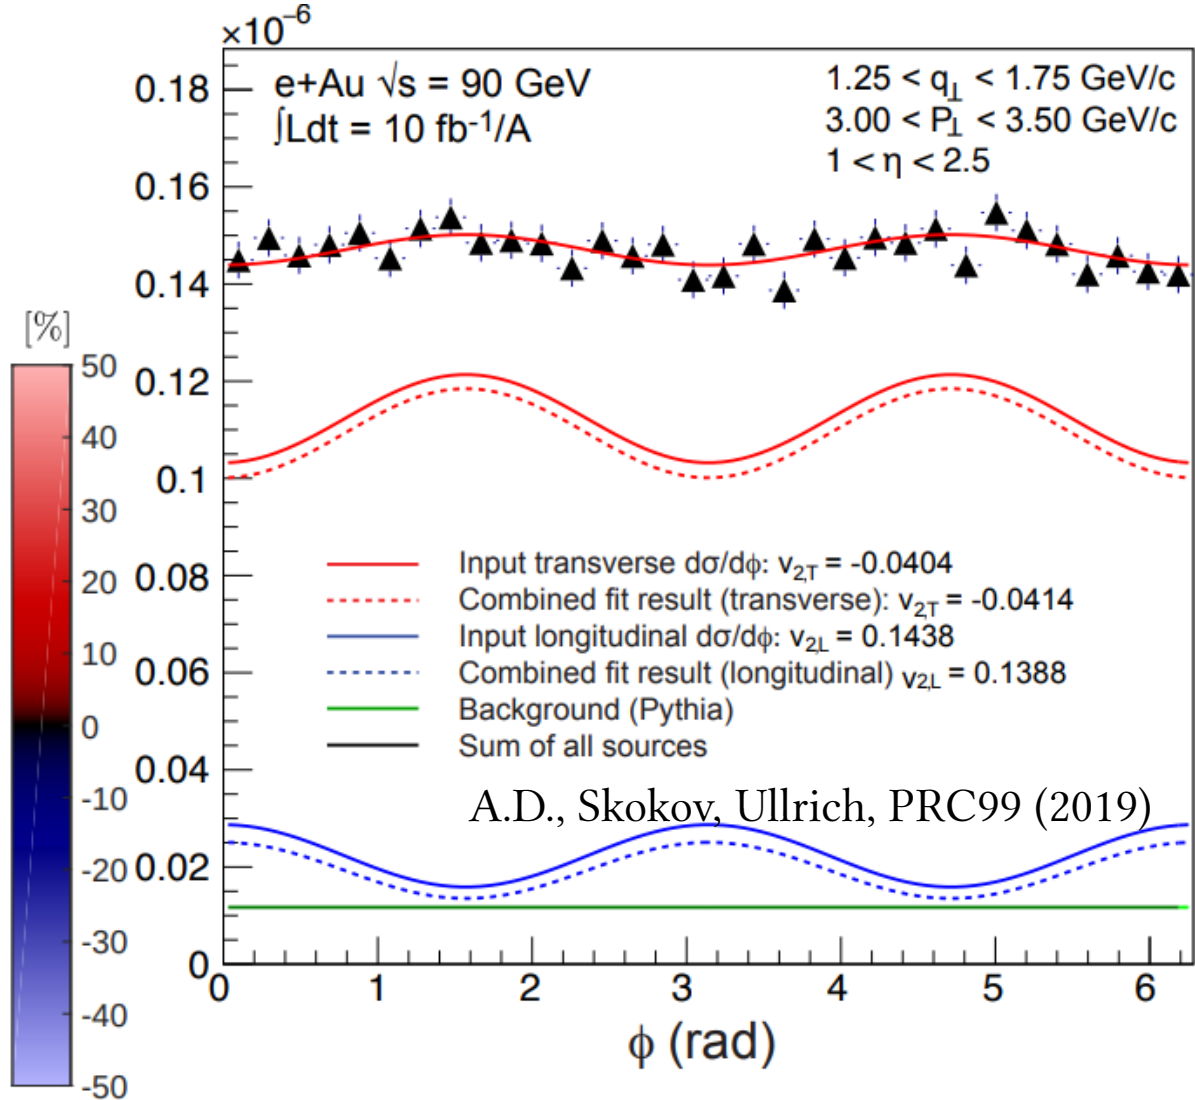 ×10⁻⁶
e+Au √s = 90 GeV
∫Ldt = 10 fb⁻¹/A
1.25 < q⊥ < 1.75 GeV/c
3.00 < P⊥ < 3.50 GeV/c
1 < η < 2.5
0.18
0.16
0.14
0.12
0.1
0.08
0.06
0.04
0.02
0
[%]
50
40
30
20
10
0
-10
-20
-30
-40
-50
Input transverse dσ/dϕ: v2,T = -0.0404
Combined fit result (transverse): v2,T = -0.0414
Input longitudinal dσ/dϕ: v2,L = 0.1438
Combined fit result (longitudinal) v2,L = 0.1388
Background (Pythia)
Sum of all sources
A.D., Skokov, Ullrich, PRC99 (2019)
0 1 2 3 4 5 6
ϕ (rad)